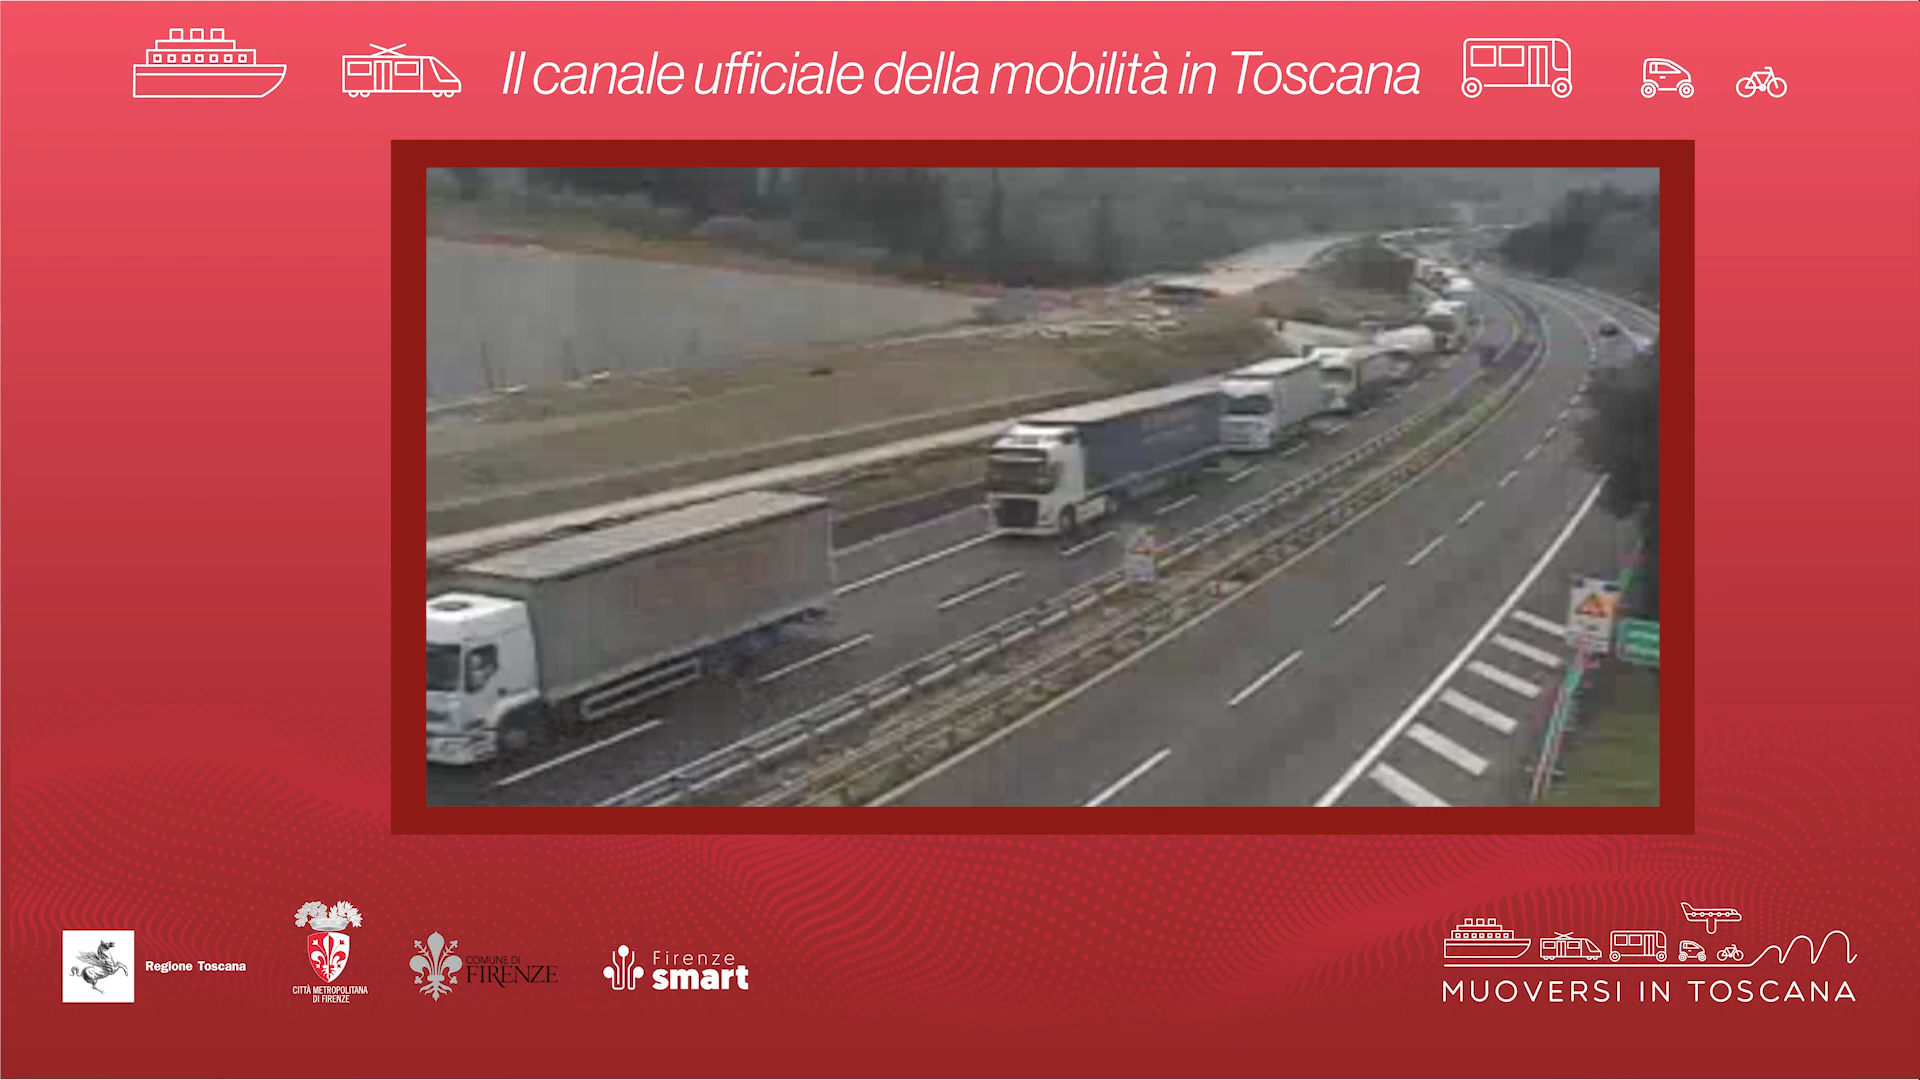 Il canale ufficiale della mobilità in Toscana
Regione Toscana
CITTÀ METROPOLITANA
DI FIRENZE
COMUNE DI
FIRENZE
Firenze
smart
MUOVERSI IN TOSCANA